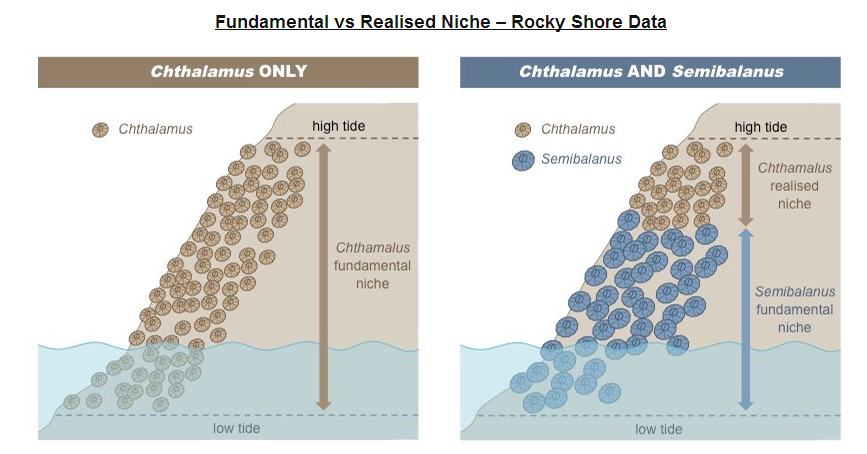 Fundamental vs Realised Niche – Rocky Shore Data
Chthalamus ONLY
Chthalamus
high tide
Chthamalus
fundamental
niche
low tide
Chthalamus AND Semibalanus
Chthalamus
Semibalanus
high tide
Chthamalus
realised
niche
Semibalanus
fundamental
niche
low tide